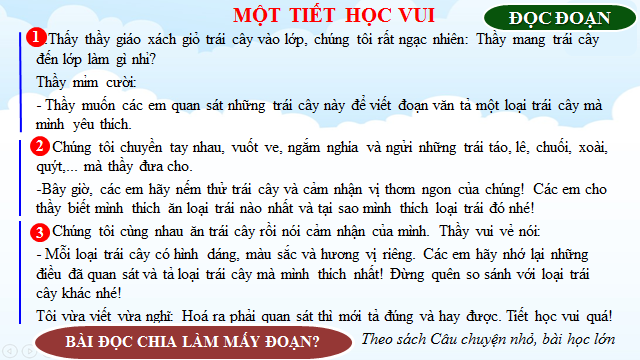 MỘT TIẾT HỌC VUI
ĐỌC ĐOẠN
1 Thấy thầy giáo xách giỏ trái cây vào lớp, chúng tôi rất ngạc nhiên: Thầy mang trái cây
đến lớp làm gì nhỉ?
Thầy mỉm cười:
- Thầy muốn các em quan sát những trái cây này để viết đoạn văn tả một loại trái cây mà
mình yêu thích.
2 Chúng tôi chuyền tay nhau, vuốt ve, ngắm nghía và ngửi những trái táo, lê, chuối, xoài,
quýt,... mà thầy đưa cho.
-Bây giờ, các em hãy nếm thử trái cây và cảm nhận vị thơm ngon của chúng! Các em cho
thầy biết mình thích ăn loại trái nào nhất và tại sao mình thích loại trái đó nhé!
3 Chúng tôi cùng nhau ăn trái cây rồi nói cảm nhận của mình. Thầy vui vẻ nói:
- Mỗi loại trái cây có hình dáng, màu sắc và hương vị riêng. Các em hãy nhớ lại những
điều đã quan sát và tả loại trái cây mà mình thích nhất! Đừng quên so sánh với loại trái
cây khác nhé!
Tôi vừa viết vừa nghĩ: Hoá ra phải quan sát thì mới tả đúng và hay được. Tiết học vui quá!
BÀI ĐỌC CHIA LÀM MẤY ĐOẠN?
Theo sách Câu chuyện nhỏ, bài học lớn